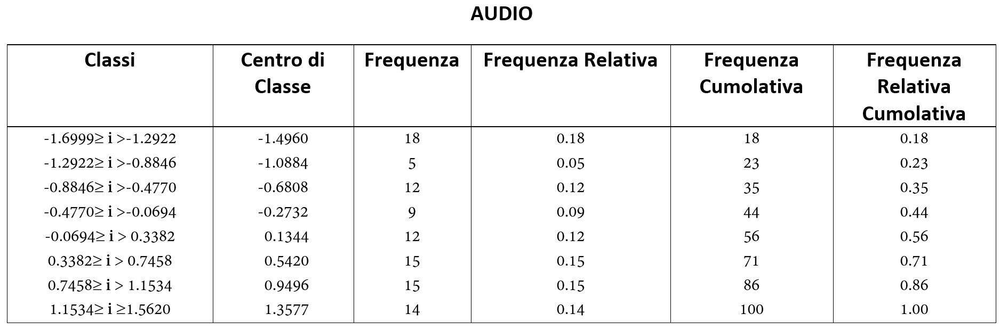 AUDIO
Classi Centro di Classe Frequenza Frequenza Relativa Frequenza Cumolativa Frequenza Relativa Cumolativa
-1.6999≥ i >-1.2922 -1.4960 18 0.18 18 0.18
-1.2922≥ i >-0.8846 -1.0884 5 0.05 23 0.23
-0.8846≥ i >-0.4770 -0.6808 12 0.12 35 0.35
-0.4770≥ i >-0.0694 -0.2732 9 0.09 44 0.44
-0.0694≥ i > 0.3382 0.1344 12 0.12 56 0.56
0.3382≥ i > 0.7458 0.5420 15 0.15 71 0.71
0.7458≥ i > 1.1534 0.9496 15 0.15 86 0.86
1.1534≥ i ≥1.5620 1.3577 14 0.14 100 1.00